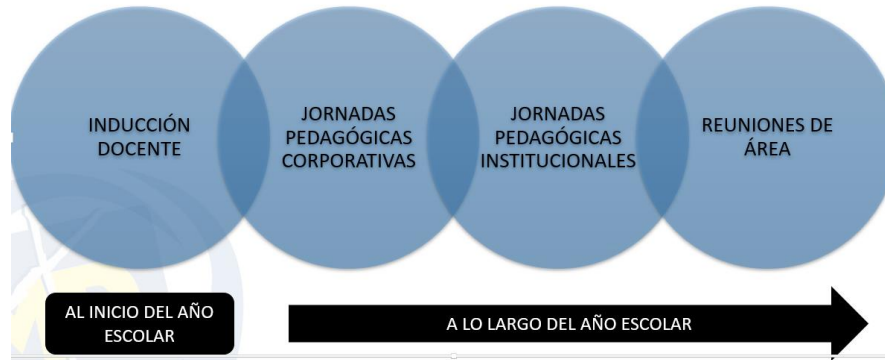 INDUCCIÓN
DOCENTE
JORNADAS
PEDAGÓGICAS
CORPORATIVAS
JORNADAS
PEDAGÓGICAS
INSTITUCIONALES
REUNIONES DE
ÁREA
AL INICIO DEL AÑO
ESCOLAR
A LO LARGO DEL AÑO ESCOLAR